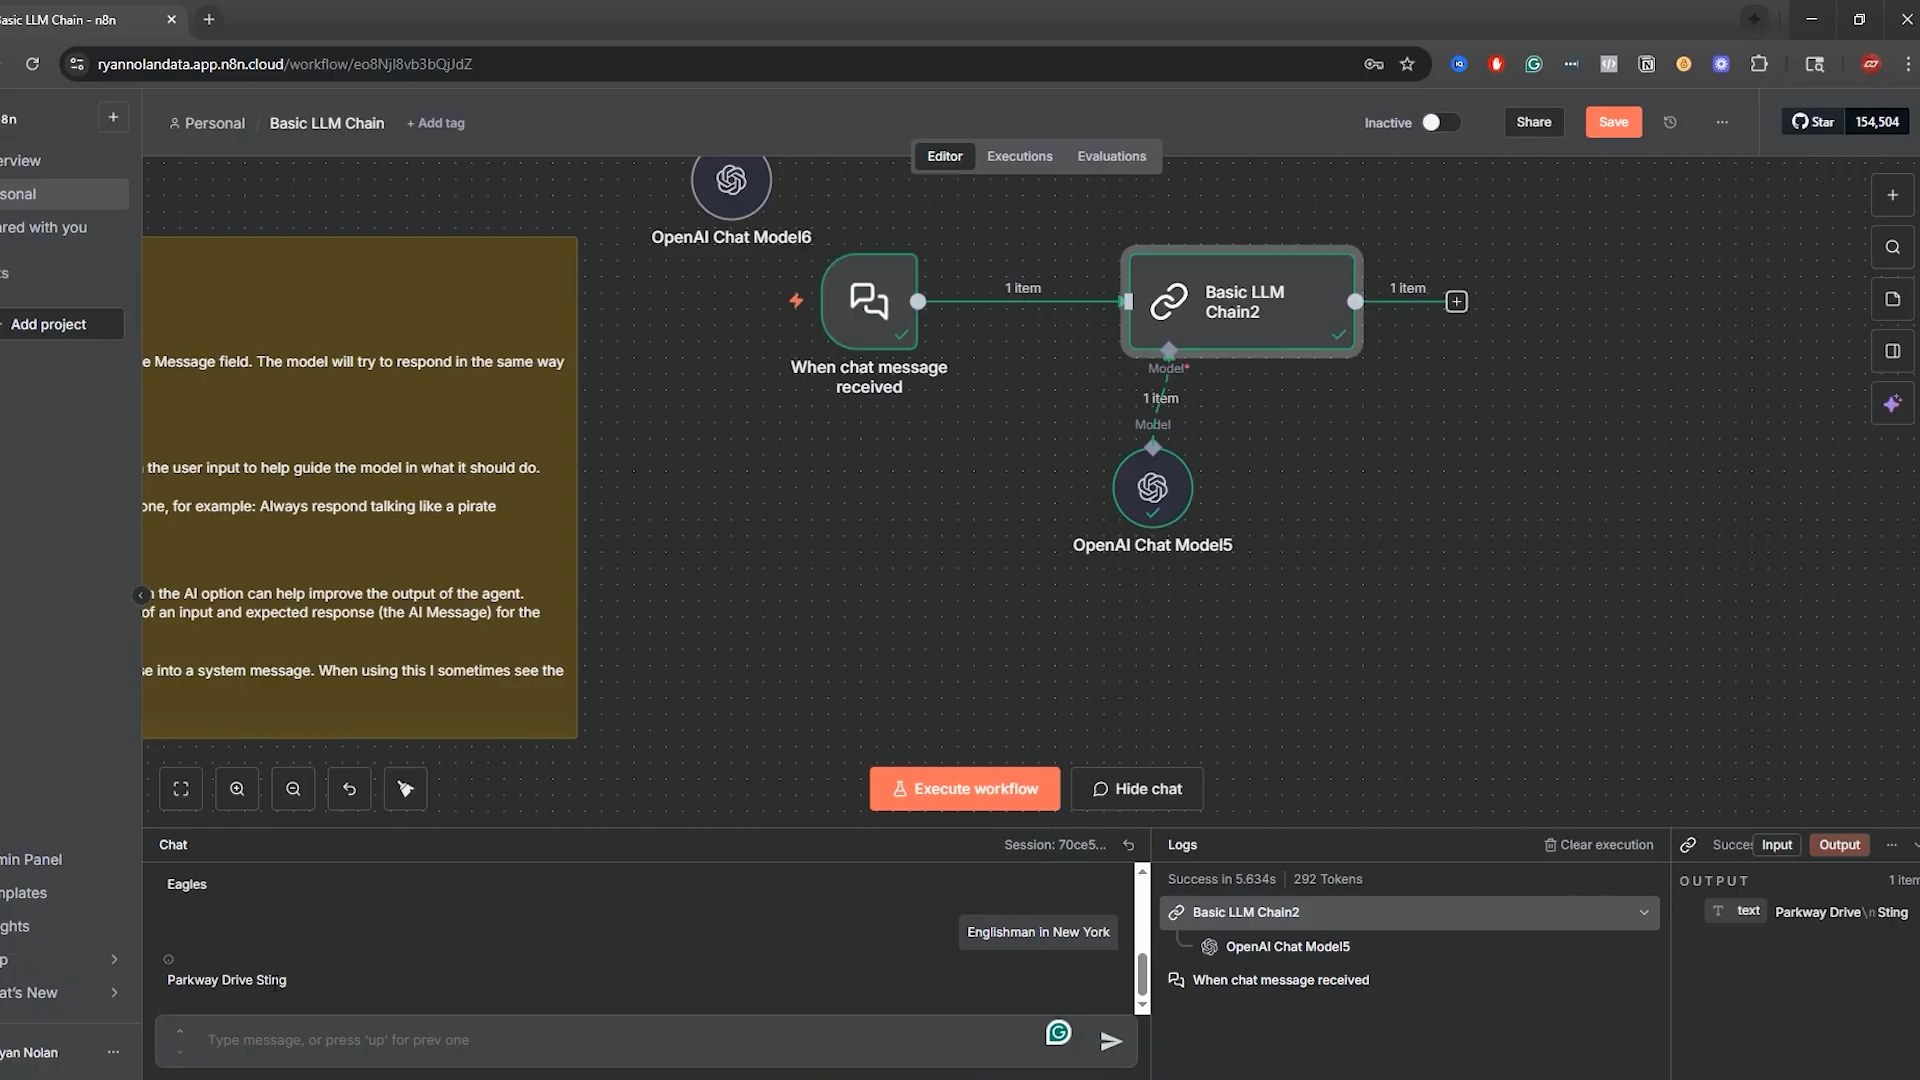 asic LLM Chain - n8n
ryannolandata.app.n8n.cloud/workflow/eo8Njl8vb3bQjJdZ
8n
Personal / Basic LLM Chain + Add tag
Inactive
Share
Save
Star 154,504
Editor Executions Evaluations
erview
sonal
ared with you
ts
Add project
OpenAI Chat Model6
1 item
Basic LLM
Chain2
1 item
When chat message
received
Model*
1 item
Model
OpenAI Chat Model5
e Message field. The model will try to respond in the same way
the user input to help guide the model in what it should do.
one, for example: Always respond talking like a pirate
the AI option can help improve the output of the agent.
of an input and expected response (the AI Message) for the
se into a system message. When using this I sometimes see the
Execute workflow
Hide chat
min Panel
mplates
ghts
p
at's New
yan Nolan
Chat
Session: 70ce5...
Eagles
Englishman in New York
Parkway Drive Sting
Type message, or press 'up' for prev one
Logs
Clear execution
Success in 5.634s 292 Tokens
Basic LLM Chain2
OpenAI Chat Model5
When chat message received
Succes
Input
Output
OUTPUT
1 item
T text
Parkway Drive\nSting